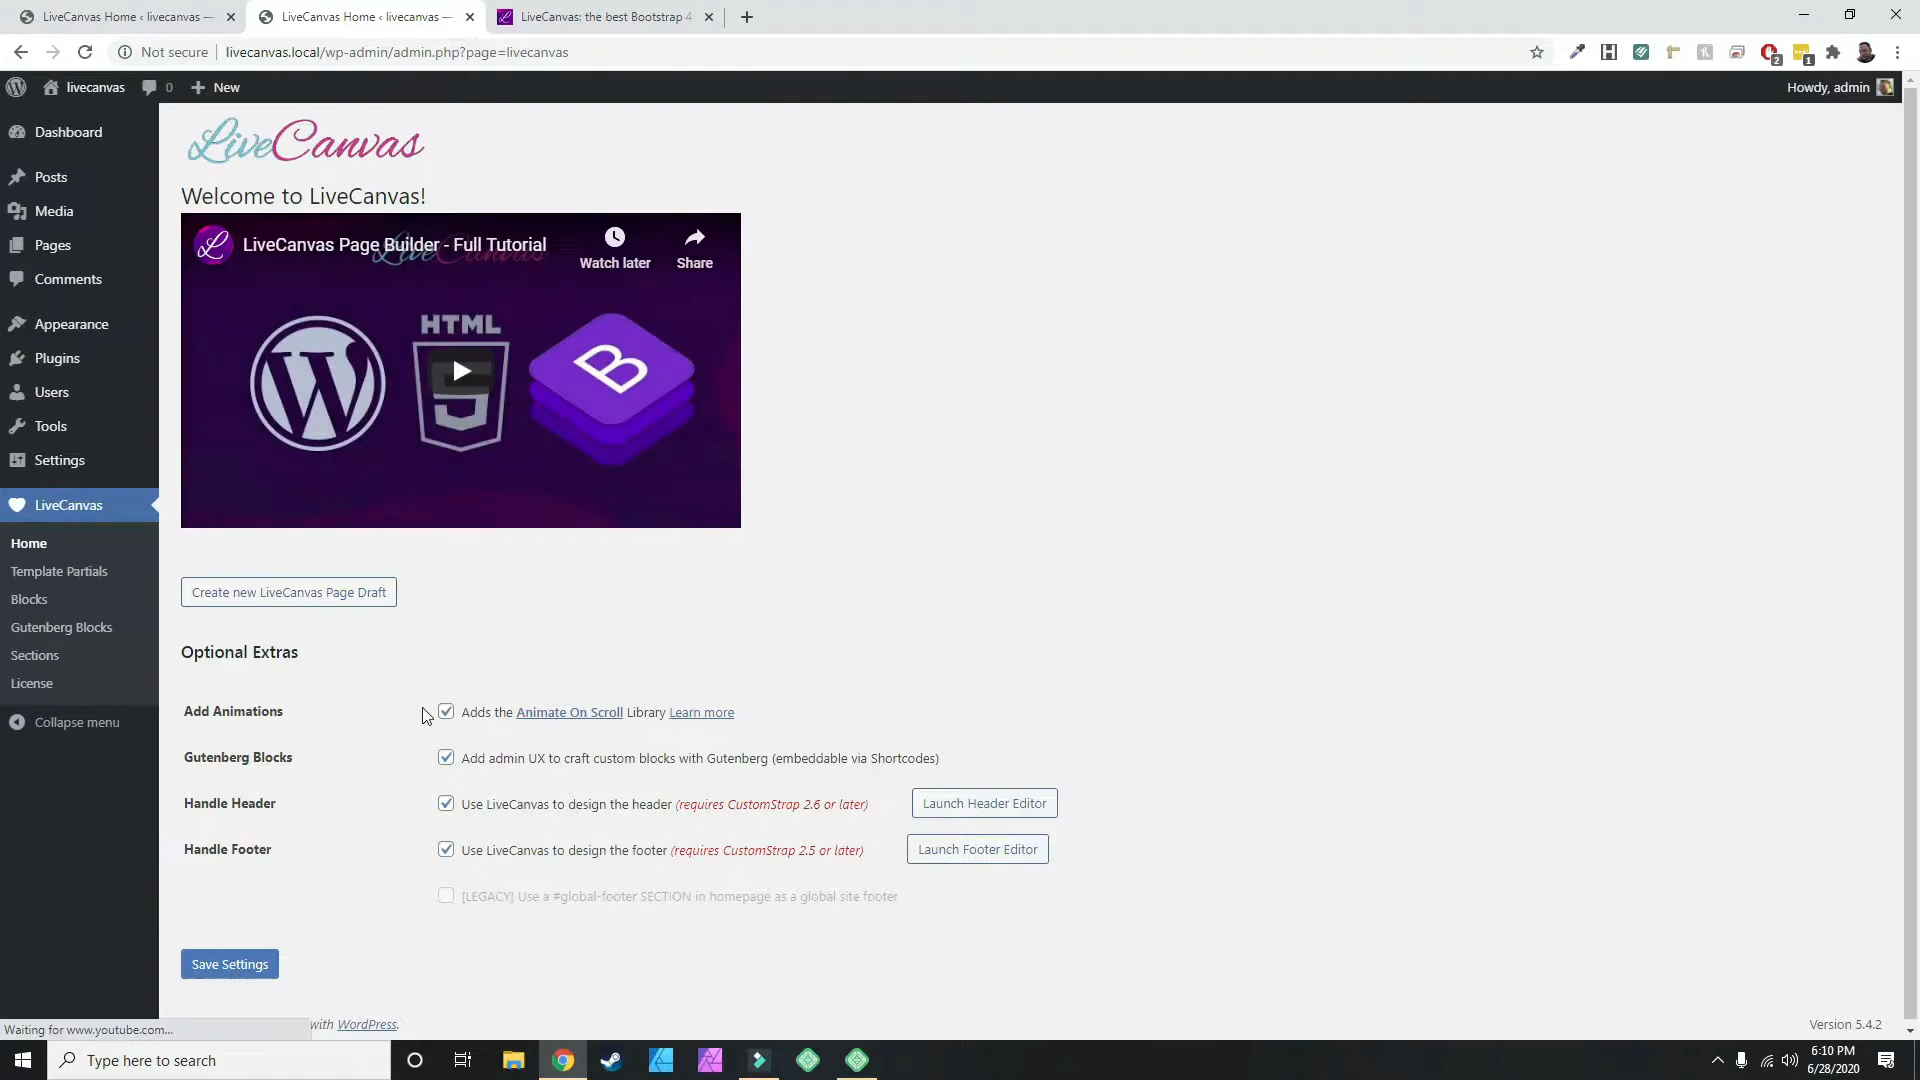 LiveCanvas Home ‹ livecanvas —
LiveCanvas Home ‹ livecanvas —
LiveCanvas: the best Bootstrap 4
Not secure
livecanvas.local/wp-admin/admin.php?page=livecanvas
2
1
livecanvas
0
New
Howdy, admin
Dashboard
Posts
Media
Pages
Comments
Appearance
Plugins
Users
Tools
Settings
LiveCanvas
Home
Template Partials
Blocks
Gutenberg Blocks
Sections
License
Collapse menu
LiveCanvas
Welcome to LiveCanvas!
LiveCanvas Page Builder - Full Tutorial
Watch later
Share
LiveCanvas
HTML
5
W
B
Create new LiveCanvas Page Draft
Optional Extras
Add Animations
Adds the Animate On Scroll Library Learn more
Gutenberg Blocks
Add admin UX to craft custom blocks with Gutenberg (embeddable via Shortcodes)
Handle Header
Use LiveCanvas to design the header (requires CustomStrap 2.6 or later)
Launch Header Editor
Handle Footer
Use LiveCanvas to design the footer (requires CustomStrap 2.5 or later)
Launch Footer Editor
[LEGACY] Use a #global-footer SECTION in homepage as a global site footer
Save Settings
Waiting for www.youtube.com...
with WordPress.
Version 5.4.2
Type here to search
6:10 PM
6/28/2020